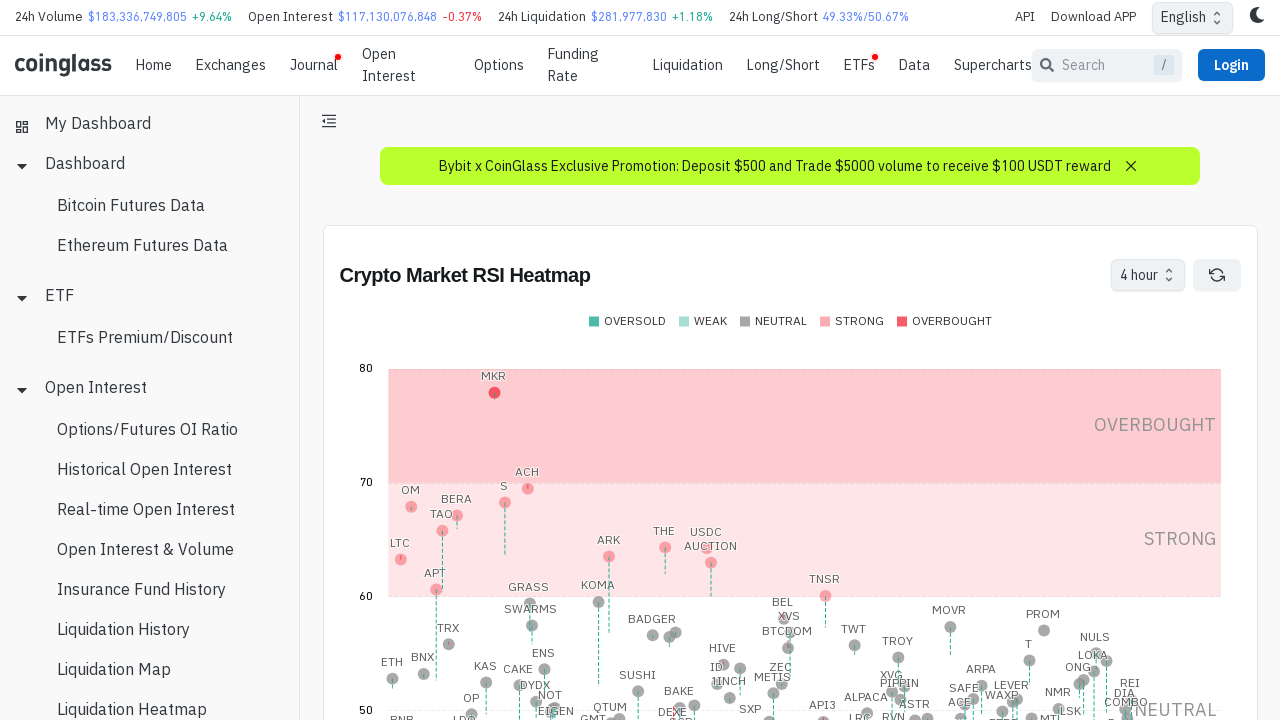 24h Volume $183,336,749,805 +9.64% Open Interest $117,130,076,848 -0.37% 24h Liquidation $281,977,830 +1.18% 24h Long/Short 49.33%/50.67% API Download APP English
coinglass Home Exchanges Journal Open Interest Options Funding Rate Liquidation Long/Short ETFs Data Supercharts Search / Login
My Dashboard
Dashboard
Bitcoin Futures Data
Ethereum Futures Data
ETF
ETFs Premium/Discount
Open Interest
Options/Futures OI Ratio
Historical Open Interest
Real-time Open Interest
Open Interest & Volume
Insurance Fund History
Liquidation History
Liquidation Map
Liquidation Heatmap
Bybit x CoinGlass Exclusive Promotion: Deposit $500 and Trade $5000 volume to receive $100 USDT reward
Crypto Market RSI Heatmap
4 hour
OVERSOLD WEAK NEUTRAL STRONG OVERBOUGHT
80
MKR
OVERBOUGHT
70
ACH
OM S
BERA
TAO
STRONG
LTC ARK THE USDC
AUCTION
APT TNSR
60
GRASS KOMA
SWARMS BEL MOVR
BADGER XVS PROM
TRX BTCDOM TWT
TROY NULS
ENS HIVE T
ETH BNX LOKA
KAS CAKE ID ZEC ARPA ONG
SUSHI 1INCH METIS XVG
DYDX PIPPIN SAFE LEVER REI
OP NOT BAKE ALPACA WAXP NMR DIA
QTUM API3 ASTR ACE COMBO
EIGEN DEXE SXP LSK
50 NEUTRAL